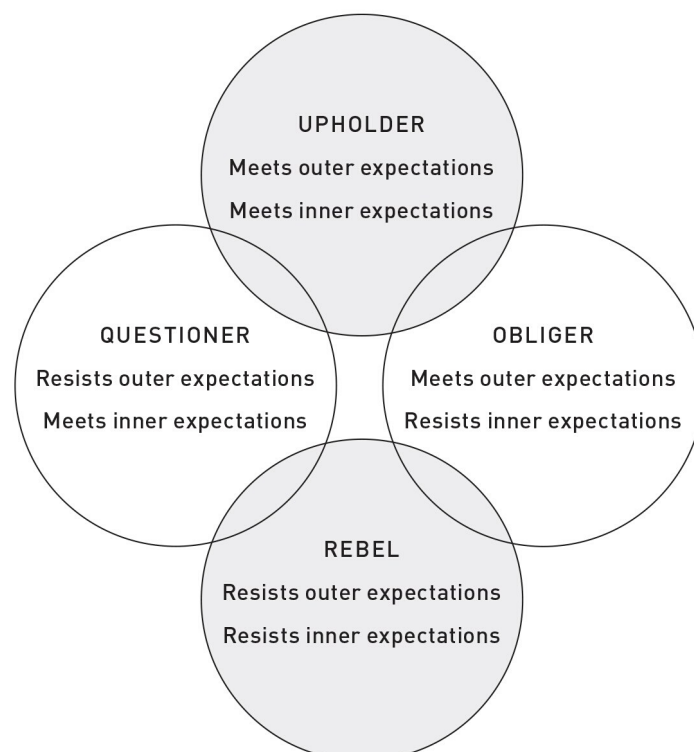 UPHOLDER
Meets outer expectations
Meets inner expectations
QUESTIONER
Resists outer expectations
Meets inner expectations
OBLIGER
Meets outer expectations
Resists inner expectations
REBEL
Resists outer expectations
Resists inner expectations